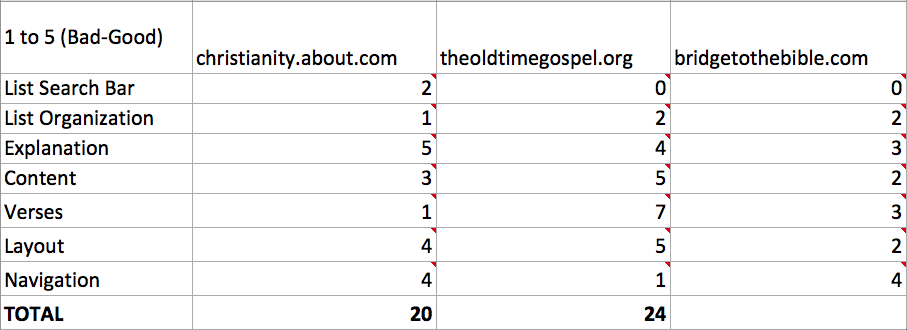 1 to 5 (Bad-Good) christianity.about.com theoldtimegospel.org bridgetothebible.com
List Search Bar 2 0 0
List Organization 1 2 2
Explanation 5 4 3
Content 3 5 2
Verses 1 7 3
Layout 4 5 2
Navigation 4 1 4
TOTAL 20 24